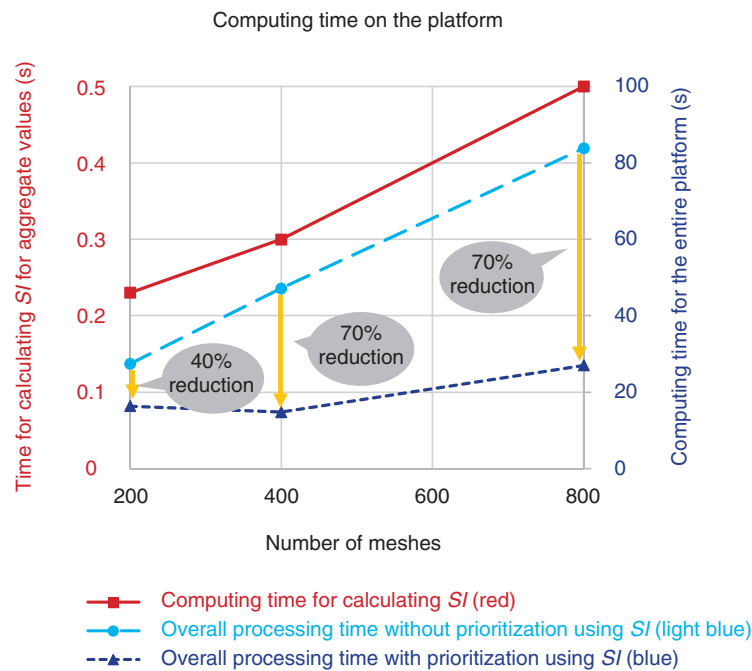 Computing time on the platform
Time for calculating SI for aggregate values (s)
0.5
0.4
0.3
0.2
0.1
0
100
80
60
40
20
0
Computing time for the entire platform (s)
70%
reduction
70%
reduction
40%
reduction
200
400
600
800
Number of meshes
Computing time for calculating SI (red)
Overall processing time without prioritization using SI (light blue)
Overall processing time with prioritization using SI (blue)